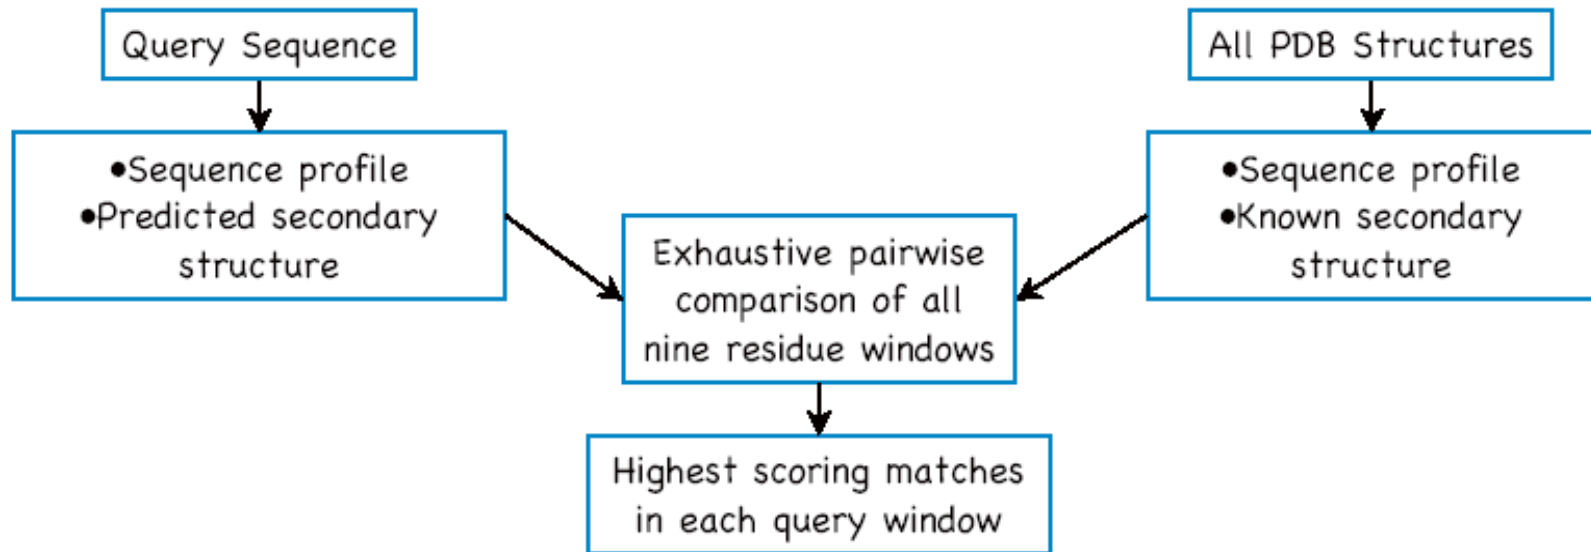 Query Sequence
All PDB Structures
•Sequence profile
•Predicted secondary
structure
•Sequence profile
•Known secondary
structure
Exhaustive pairwise
comparison of all
nine residue windows
Highest scoring matches
in each query window